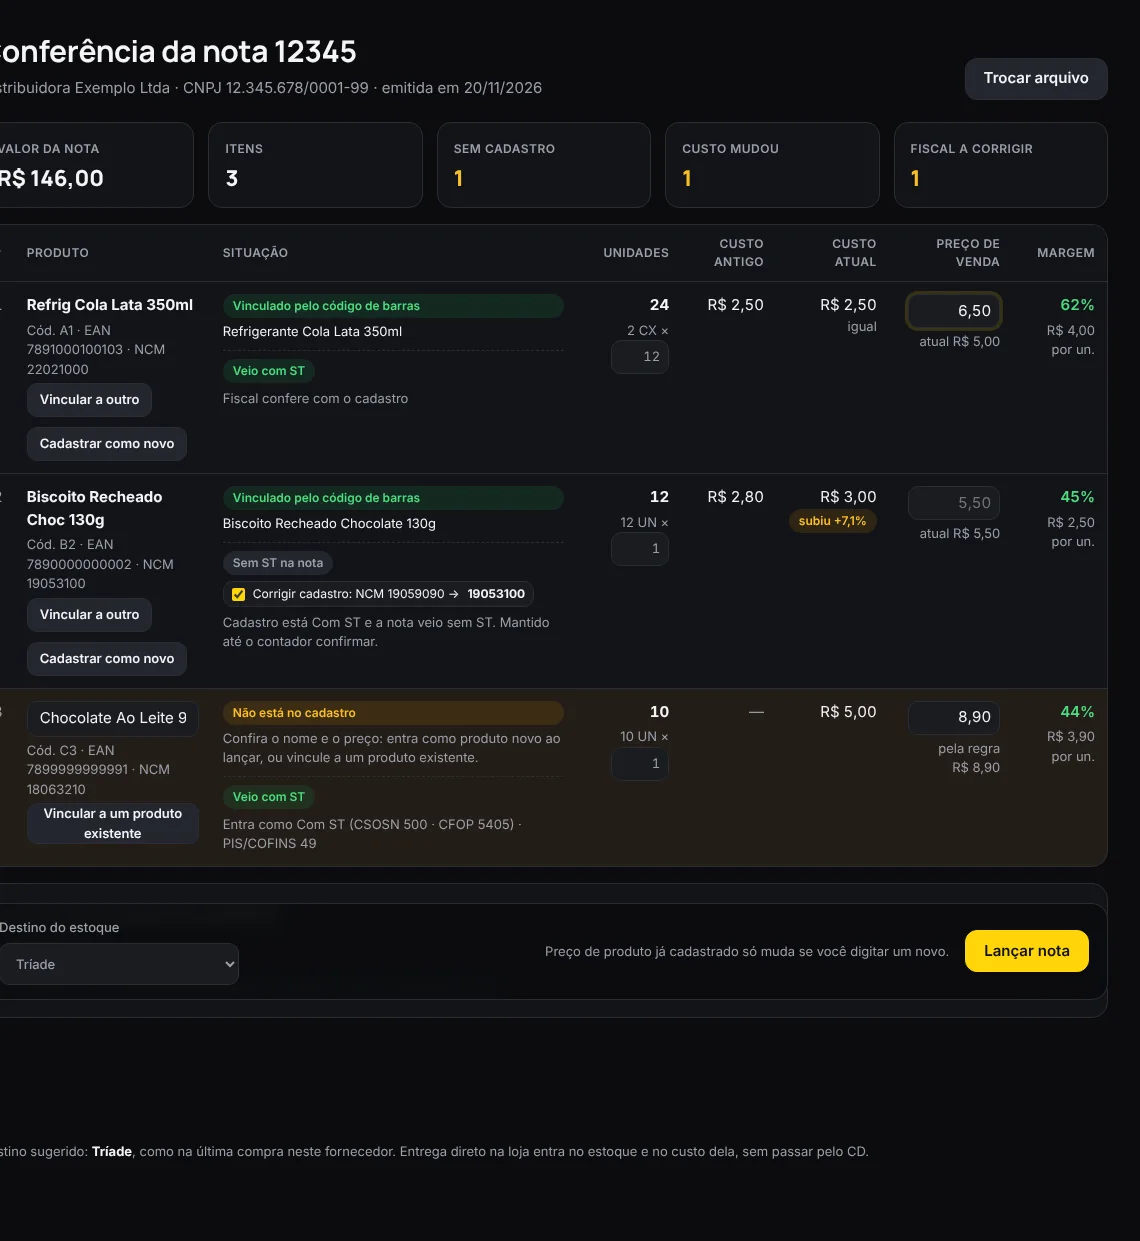 onferência da nota 12345
stribuidora Exemplo Ltda · CNPJ 12.345.678/0001-99 · emitida em 20/11/2026
Trocar arquivo
VALOR DA NOTA
R$ 146,00
ITENS
3
SEM CADASTRO
1
CUSTO MUDOU
1
FISCAL A CORRIGIR
1
PRODUTO
SITUAÇÃO
UNIDADES
CUSTO
ANTIGO
CUSTO
ATUAL
PREÇO DE
VENDA
MARGEM
Refrig Cola Lata 350ml
Cód. A1 · EAN
7891000100103 · NCM
22021000
Vincular a outro
Cadastrar como novo
Vinculado pelo código de barras
Refrigerante Cola Lata 350ml
Veio com ST
Fiscal confere com o cadastro
24
2 CX ×
12
R$ 2,50
R$ 2,50
igual
6,50
atual R$ 5,00
62%
R$ 4,00
por un.
2
Biscoito Recheado
Choc 130g
Cód. B2 · EAN
7890000000002 · NCM
19053100
Vincular a outro
Cadastrar como novo
Vinculado pelo código de barras
Biscoito Recheado Chocolate 130g
Sem ST na nota
Corrigir cadastro: NCM 19059090 → 19053100
Cadastro está Com ST e a nota veio sem ST. Mantido
até o contador confirmar.
12
12 UN ×
1
R$ 2,80
R$ 3,00
subiu +7,1%
5,50
atual R$ 5,50
45%
R$ 2,50
por un.
3
Chocolate Ao Leite 9
Cód. C3 · EAN
7899999999991 · NCM
18063210
Vincular a um produto
existente
Não está no cadastro
Confira o nome e o preço: entra como produto novo ao
lançar, ou vincule a um produto existente.
Veio com ST
Entra como Com ST (CSOSN 500 · CFOP 5405) ·
PIS/COFINS 49
10
10 UN ×
1
—
R$ 5,00
8,90
pela regra
R$ 8,90
44%
R$ 3,90
por un.
Destino do estoque
Tríade
Preço de produto já cadastrado só muda se você digitar um novo.
Lançar nota
stino sugerido: Tríade, como na última compra neste fornecedor. Entrega direto na loja entra no estoque e no custo dela, sem passar pelo CD.